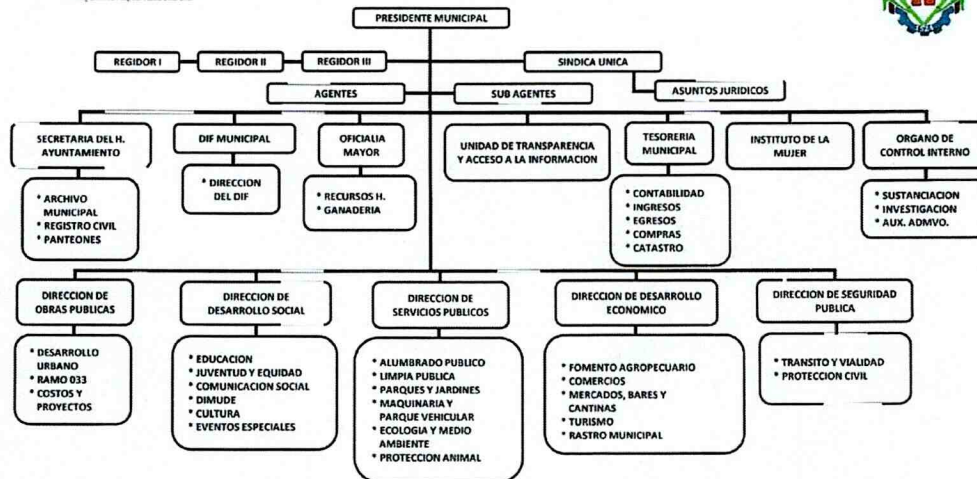 PRESIDENTE MUNICIPAL
REGIDOR I
REGIDOR II
REGIDOR III
SINDICA UNICA
AGENTES
SUB AGENTES
ASUNTOS JURIDICOS
SECRETARIA DEL H.
AYUNTAMIENTO
DIF MUNICIPAL
OFICIALIA
MAYOR
UNIDAD DE TRANSPARENCIA
Y ACCESO A LA INFORMACION
TESORERIA
MUNICIPAL
INSTITUTO DE LA
MUJER
ORGANO DE
CONTROL INTERNO
* ARCHIVO
MUNICIPAL
* REGISTRO CIVIL
* PANTEONES
* DIRECCION
DEL DIF
* RECURSOS H.
* GANADERIA
* CONTABILIDAD
* INGRESOS
* EGRESOS
* COMPRAS
* CATASTRO
* SUSTANCIACION
* INVESTIGACION
* AUX. ADMVO.
DIRECCION DE
OBRAS PUBLICAS
DIRECCION DE
DESARROLLO SOCIAL
DIRECCION DE
SERVICIOS PUBLICOS
DIRECCION DE DESARROLLO
ECONOMICO
DIRECCION DE SEGURIDAD
PUBLICA
* DESARROLLO
URBANO
* RAMO 033
* COSTOS Y
PROYECTOS
* EDUCACION
* JUVENTUD Y EQUIDAD
* COMUNICACION SOCIAL
* DIMUDE
* CULTURA
* EVENTOS ESPECIALES
* ALUMBRADO PUBLICO
* LIMPIA PUBLICA
* PARQUES Y JARDINES
* MAQUINARIA Y
PARQUE VEHICULAR
* ECOLOGIA Y MEDIO
AMBIENTE
* PROTECCION ANIMAL
* FOMENTO AGROPECUARIO
* COMERCIOS
* MERCADOS, BARES Y
CANTINAS
* TURISMO
* RASTRO MUNICIPAL
* TRANSITO Y VIALIDAD
* PROTECCION CIVIL